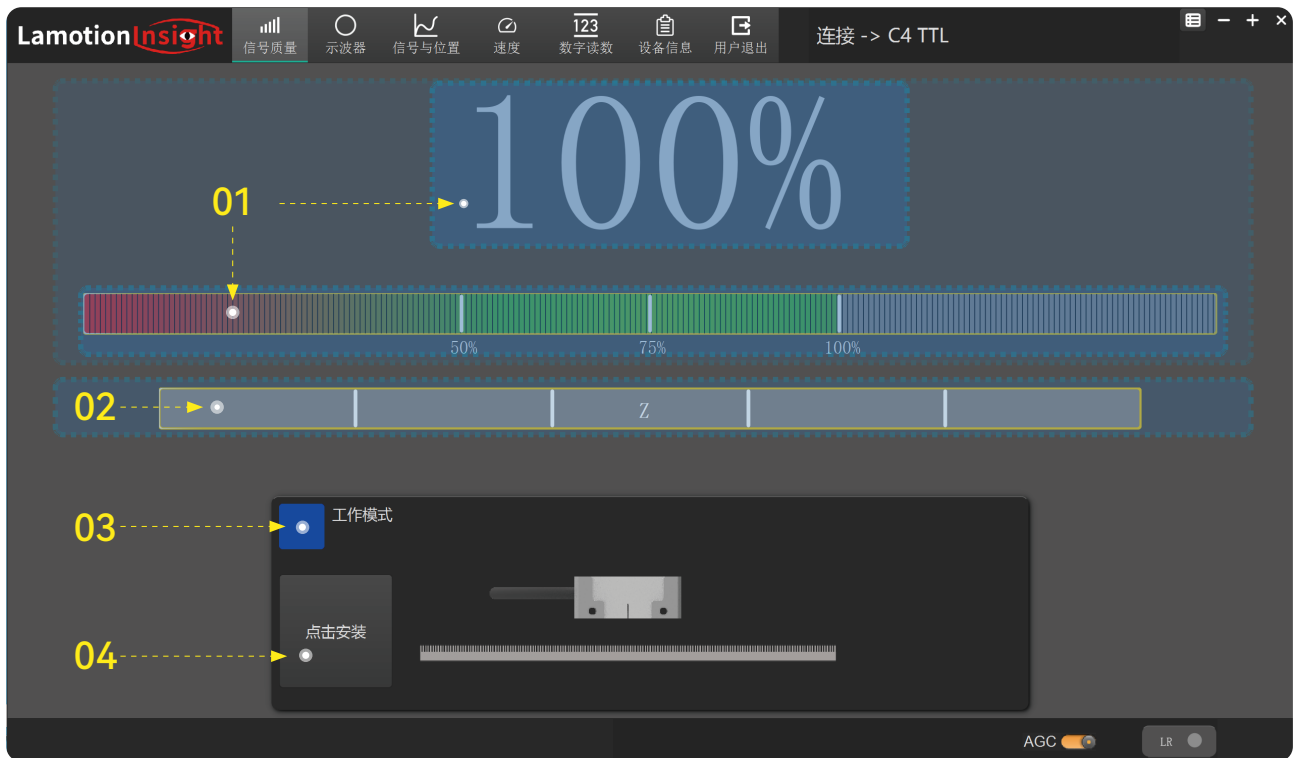 LamotionInsight
信号质量
示波器
信号与位置
速度
123
数字读数
设备信息
用户退出
连接 -> C4 TTL
100%
01
50%
75%
100%
02
Z
03
工作模式
点击安装
04
AGC
LR